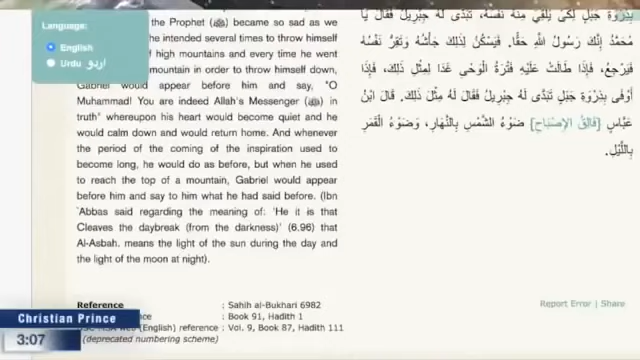 Language:
English
Urdu اردو
the Prophet (ﷺ) became so sad as we
he intended several times to throw himself
f high mountains and every time he went
mountain in order to throw himself down,
Gabriel would appear before him and say, "O
Muhammad! You are indeed Allah's Messenger (ﷺ) in
truth" whereupon his heart would become quiet and he
would calm down and would return home. And whenever
the period of the coming of the inspiration used to
become long, he would do as before, but when he used
to reach the top of a mountain, Gabriel would appear
before him and say to him what he had said before. (Ibn
`Abbas said regarding the meaning of: 'He it is that
Cleaves the daybreak (from the darkness)' (6.96) that
Al-Asbah. means the light of the sun during the day and
the light of the moon at night).
بِذِرْوَةِ جَبَلٍ لِكَىْ يُلْقِيَ مِنْهُ نَفْسَهُ، تَبَدَّى لَهُ جِبْرِيلُ فَقَالَ يَا
مُحَمَّدُ إِنَّكَ رَسُولُ اللَّهِ حَقًّا. فَيَسْكُنُ لِذَلِكَ جَأْشُهُ وَتَقِرُّ نَفْسُهُ
فَيَرْجِعُ، فَإِذَا طَالَتْ عَلَيْهِ فَتْرَةُ الْوَحْىِ غَدَا لِمِثْلِ ذَلِكَ، فَإِذَا
أَوْفَى بِذِرْوَةِ جَبَلٍ تَبَدَّى لَهُ جِبْرِيلُ فَقَالَ لَهُ مِثْلَ ذَلِكَ. قَالَ ابْنُ
عَبَّاسٍ {فَالِقُ الإِصْبَاحِ} ضَوْءُ الشَّمْسِ بِالنَّهَارِ، وَضَوْءُ الْقَمَرِ
بِاللَّيْلِ.
Reference : Sahih al-Bukhari 6982
nce : Book 91, Hadith 1
web (English) reference : Vol. 9, Book 87, Hadith 111
(deprecated numbering scheme)
Report Error | Share
Christian Prince
3:07